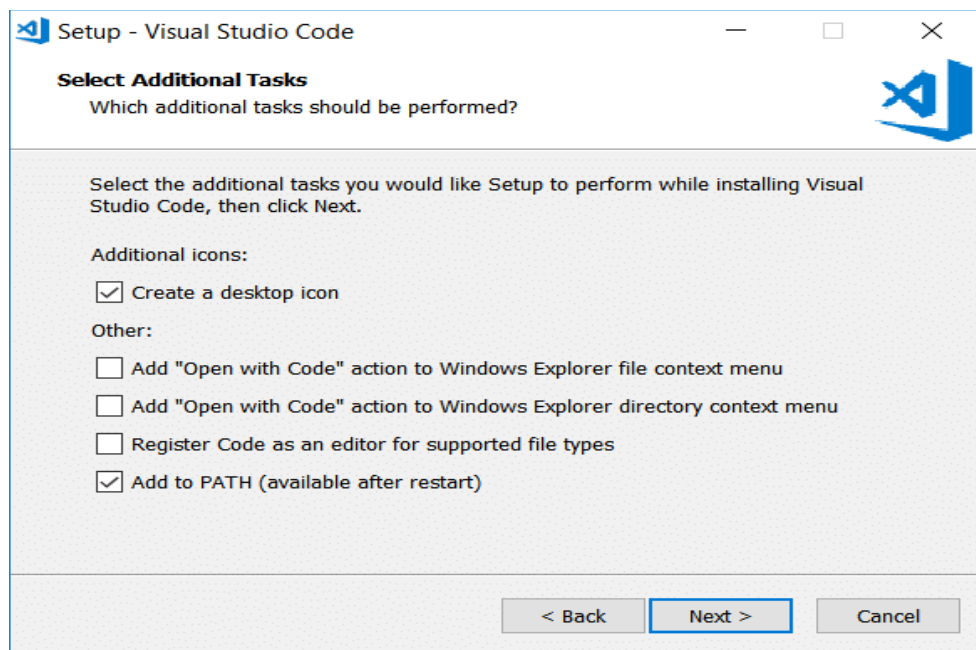 Setup - Visual Studio Code
Select Additional Tasks
Which additional tasks should be performed?
Select the additional tasks you would like Setup to perform while installing Visual
Studio Code, then click Next.
Additional icons:
Create a desktop icon
Other:
Add "Open with Code" action to Windows Explorer file context menu
Add "Open with Code" action to Windows Explorer directory context menu
Register Code as an editor for supported file types
Add to PATH (available after restart)
< Back Next > Cancel